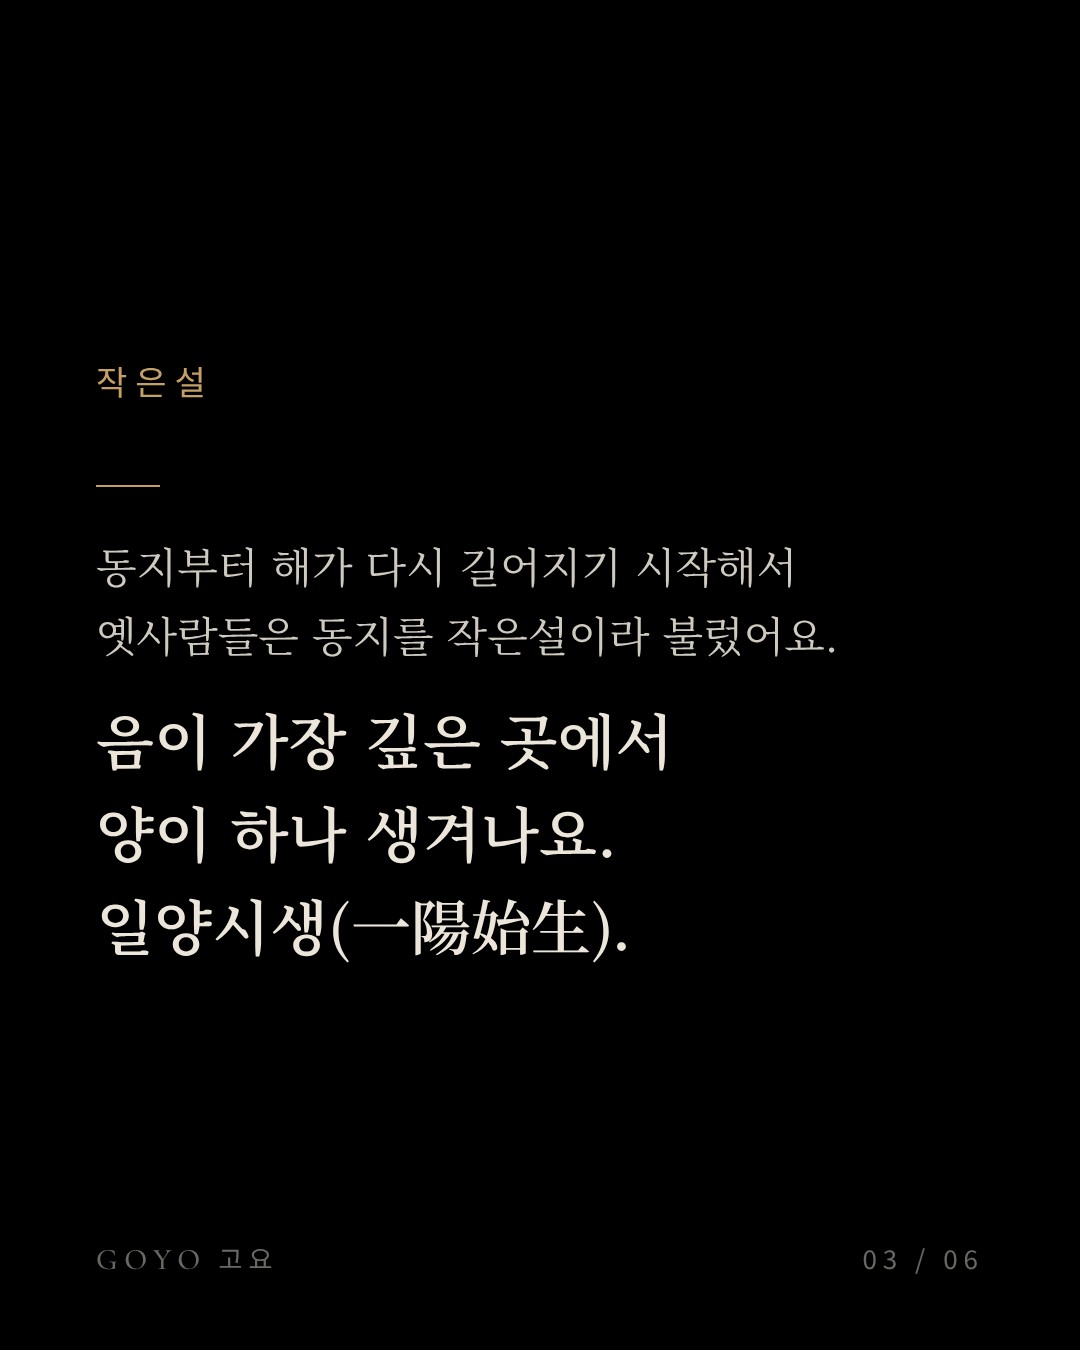 작은설
동지부터 해가 다시 길어지기 시작해서
옛사람들은 동지를 작은설이라 불렀어요.
음이 가장 깊은 곳에서
양이 하나 생겨나요.
일양시생(一陽始生).
GOYO 고요
03 / 06